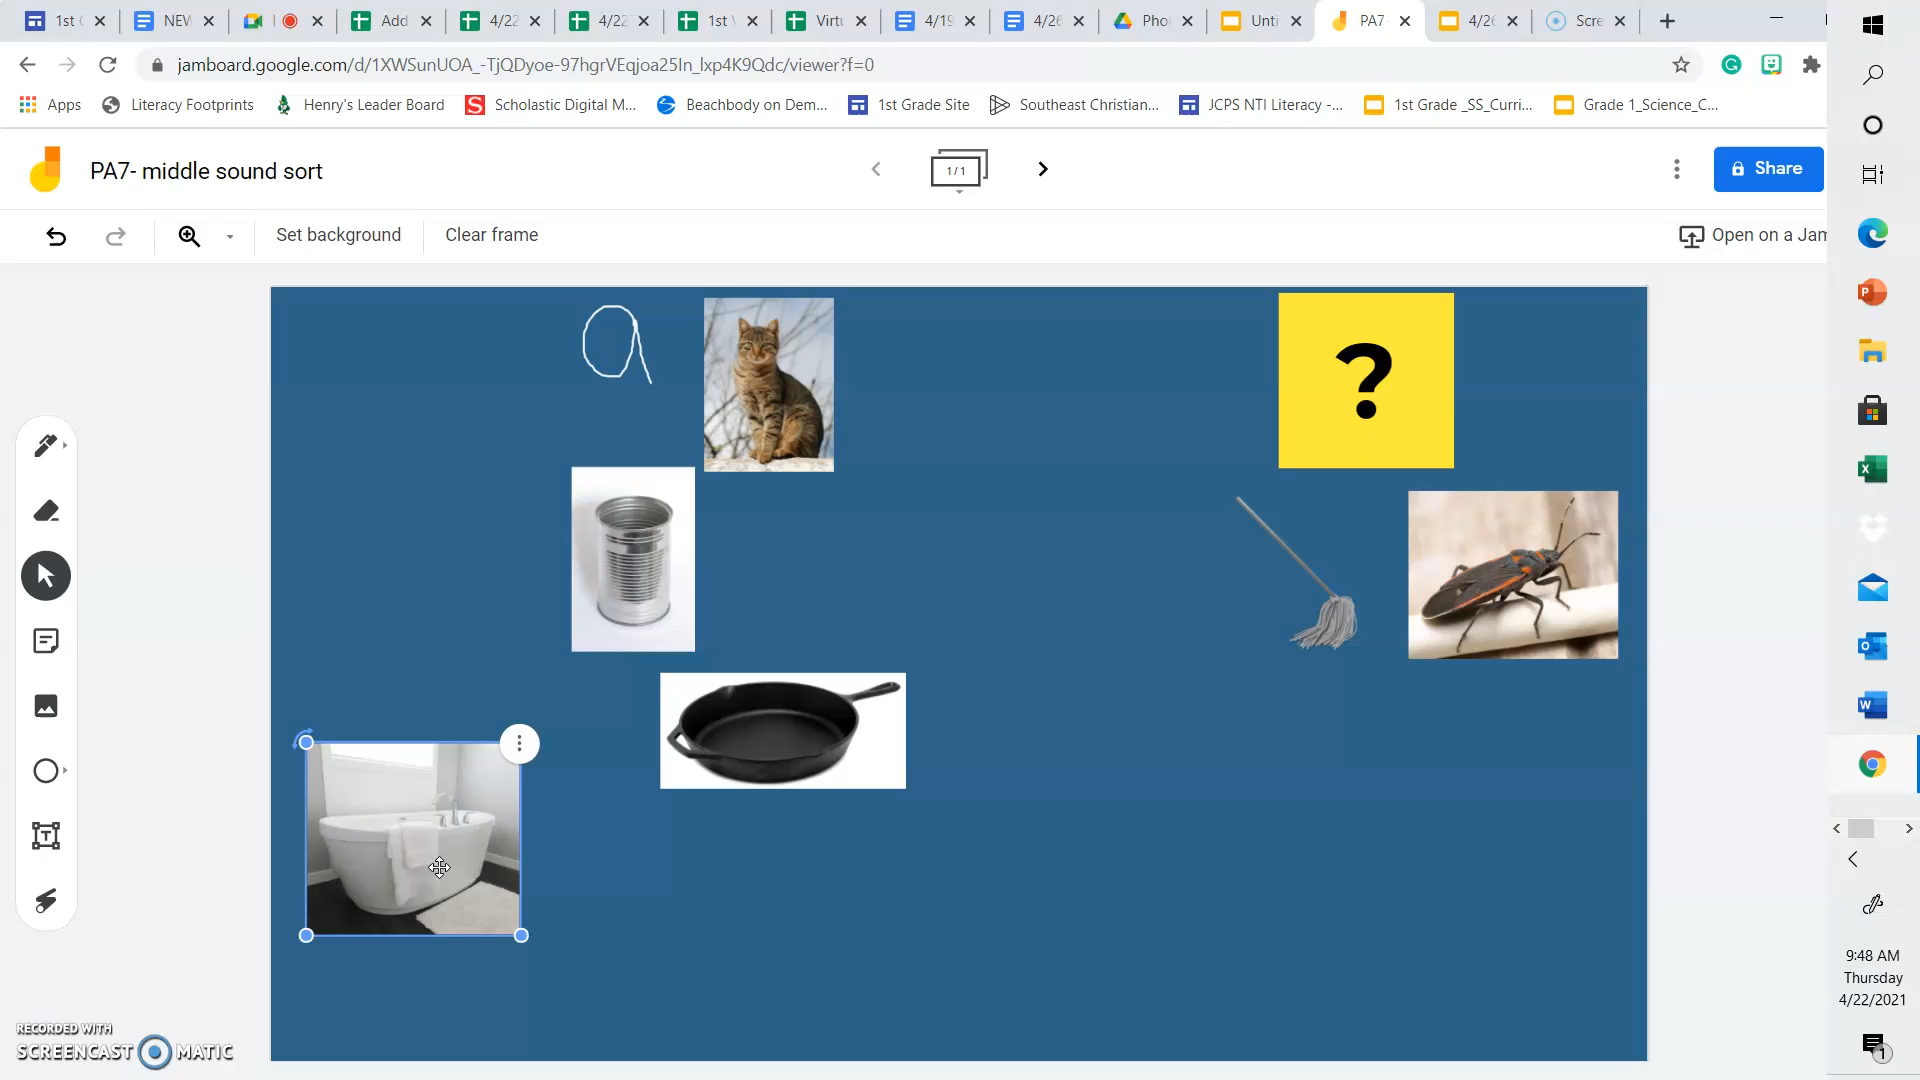 1st
NEV
Add
4/22
4/22
1st
Virtu
4/19
4/26
Pho
Unti
PA7-
4/26
Scre
jamboard.google.com/d/1XWSunUOA_-TjQDyoe-97hgrVEqjoa25In_lxp4K9Qdc/viewer?f=0
Apps Literacy Footprints Henry's Leader Board Scholastic Digital M... Beachbody on Dem... 1st Grade Site Southeast Christian... JCPS NTI Literacy -... 1st Grade _SS_Curri... Grade 1_Science_C...
PA7- middle sound sort
1/1
Share
Set background Clear frame
Open on a Jam
a
?
9:48 AM
Thursday
4/22/2021
1
RECORDED WITH
SCREENCAST MATIC